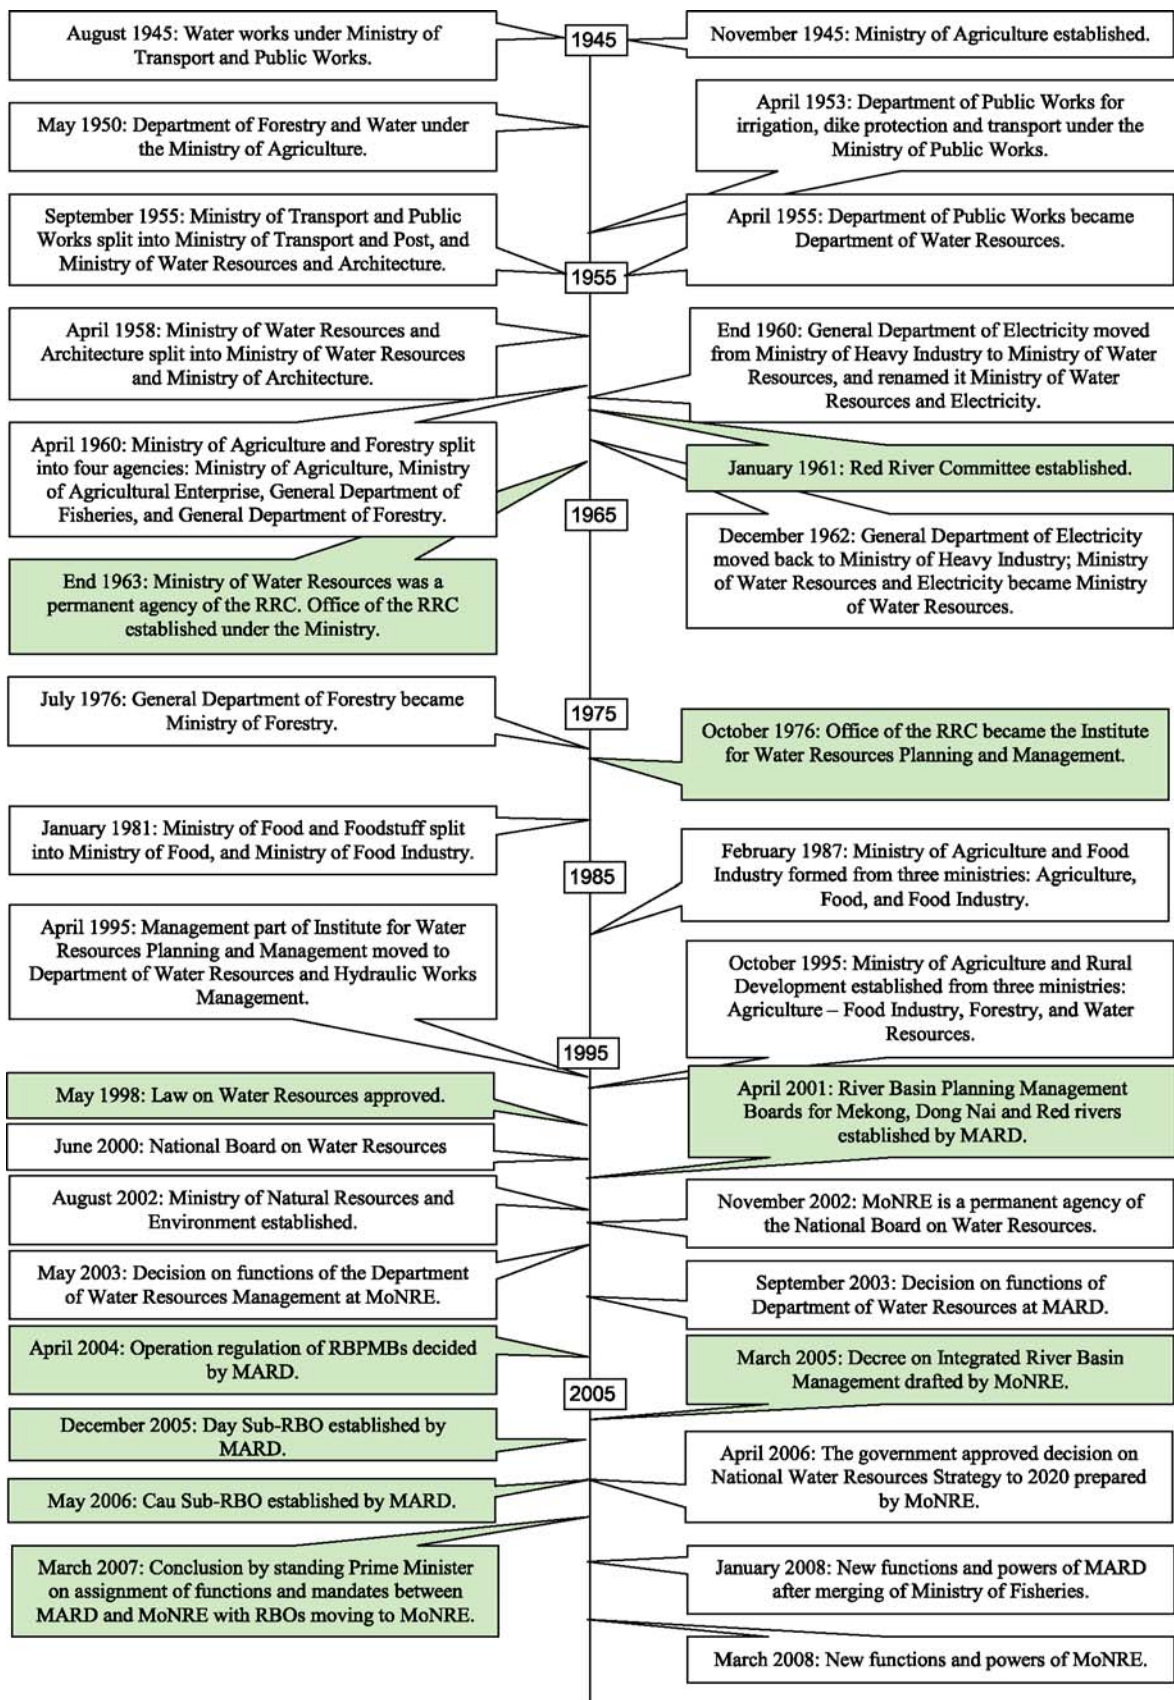 August 1945: Water works under Ministry of
Transport and Public Works.
1945
November 1945: Ministry of Agriculture established.
May 1950: Department of Forestry and Water under
the Ministry of Agriculture.
April 1953: Department of Public Works for
irrigation, dike protection and transport under the
Ministry of Public Works.
September 1955: Ministry of Transport and Public
Works split into Ministry of Transport and Post, and
Ministry of Water Resources and Architecture.
April 1955: Department of Public Works became
Department of Water Resources.
1955
April 1958: Ministry of Water Resources and
Architecture split into Ministry of Water Resources
and Ministry of Architecture.
End 1960: General Department of Electricity moved
from Ministry of Heavy Industry to Ministry of Water
Resources, and renamed it Ministry of Water
Resources and Electricity.
April 1960: Ministry of Agriculture and Forestry split
into four agencies: Ministry of Agriculture, Ministry
of Agricultural Enterprise, General Department of
Fisheries, and General Department of Forestry.
January 1961: Red River Committee established.
1965
December 1962: General Department of Electricity
moved back to Ministry of Heavy Industry; Ministry
of Water Resources and Electricity became Ministry
of Water Resources.
End 1963: Ministry of Water Resources was a
permanent agency of the RRC. Office of the RRC
established under the Ministry.
July 1976: General Department of Forestry became
Ministry of Forestry.
1975
October 1976: Office of the RRC became the Institute
for Water Resources Planning and Management.
January 1981: Ministry of Food and Foodstuff split
into Ministry of Food, and Ministry of Food Industry.
1985
February 1987: Ministry of Agriculture and Food
Industry formed from three ministries: Agriculture,
Food, and Food Industry.
April 1995: Management part of Institute for Water
Resources Planning and Management moved to
Department of Water Resources and Hydraulic Works
Management.
October 1995: Ministry of Agriculture and Rural
Development established from three ministries:
Agriculture – Food Industry, Forestry, and Water
Resources.
1995
May 1998: Law on Water Resources approved.
April 2001: River Basin Planning Management
Boards for Mekong, Dong Nai and Red rivers
established by MARD.
June 2000: National Board on Water Resources
August 2002: Ministry of Natural Resources and
Environment established.
November 2002: MoNRE is a permanent agency of
the National Board on Water Resources.
May 2003: Decision on functions of the Department
of Water Resources Management at MoNRE.
September 2003: Decision on functions of
Department of Water Resources at MARD.
April 2004: Operation regulation of RBPMBs decided
by MARD.
March 2005: Decree on Integrated River Basin
Management drafted by MoNRE.
2005
December 2005: Day Sub-RBO established by
MARD.
April 2006: The government approved decision on
National Water Resources Strategy to 2020 prepared
by MoNRE.
May 2006: Cau Sub-RBO established by MARD.
March 2007: Conclusion by standing Prime Minister
on assignment of functions and mandates between
MARD and MoNRE with RBOs moving to MoNRE.
January 2008: New functions and powers of MARD
after merging of Ministry of Fisheries.
March 2008: New functions and powers of MoNRE.